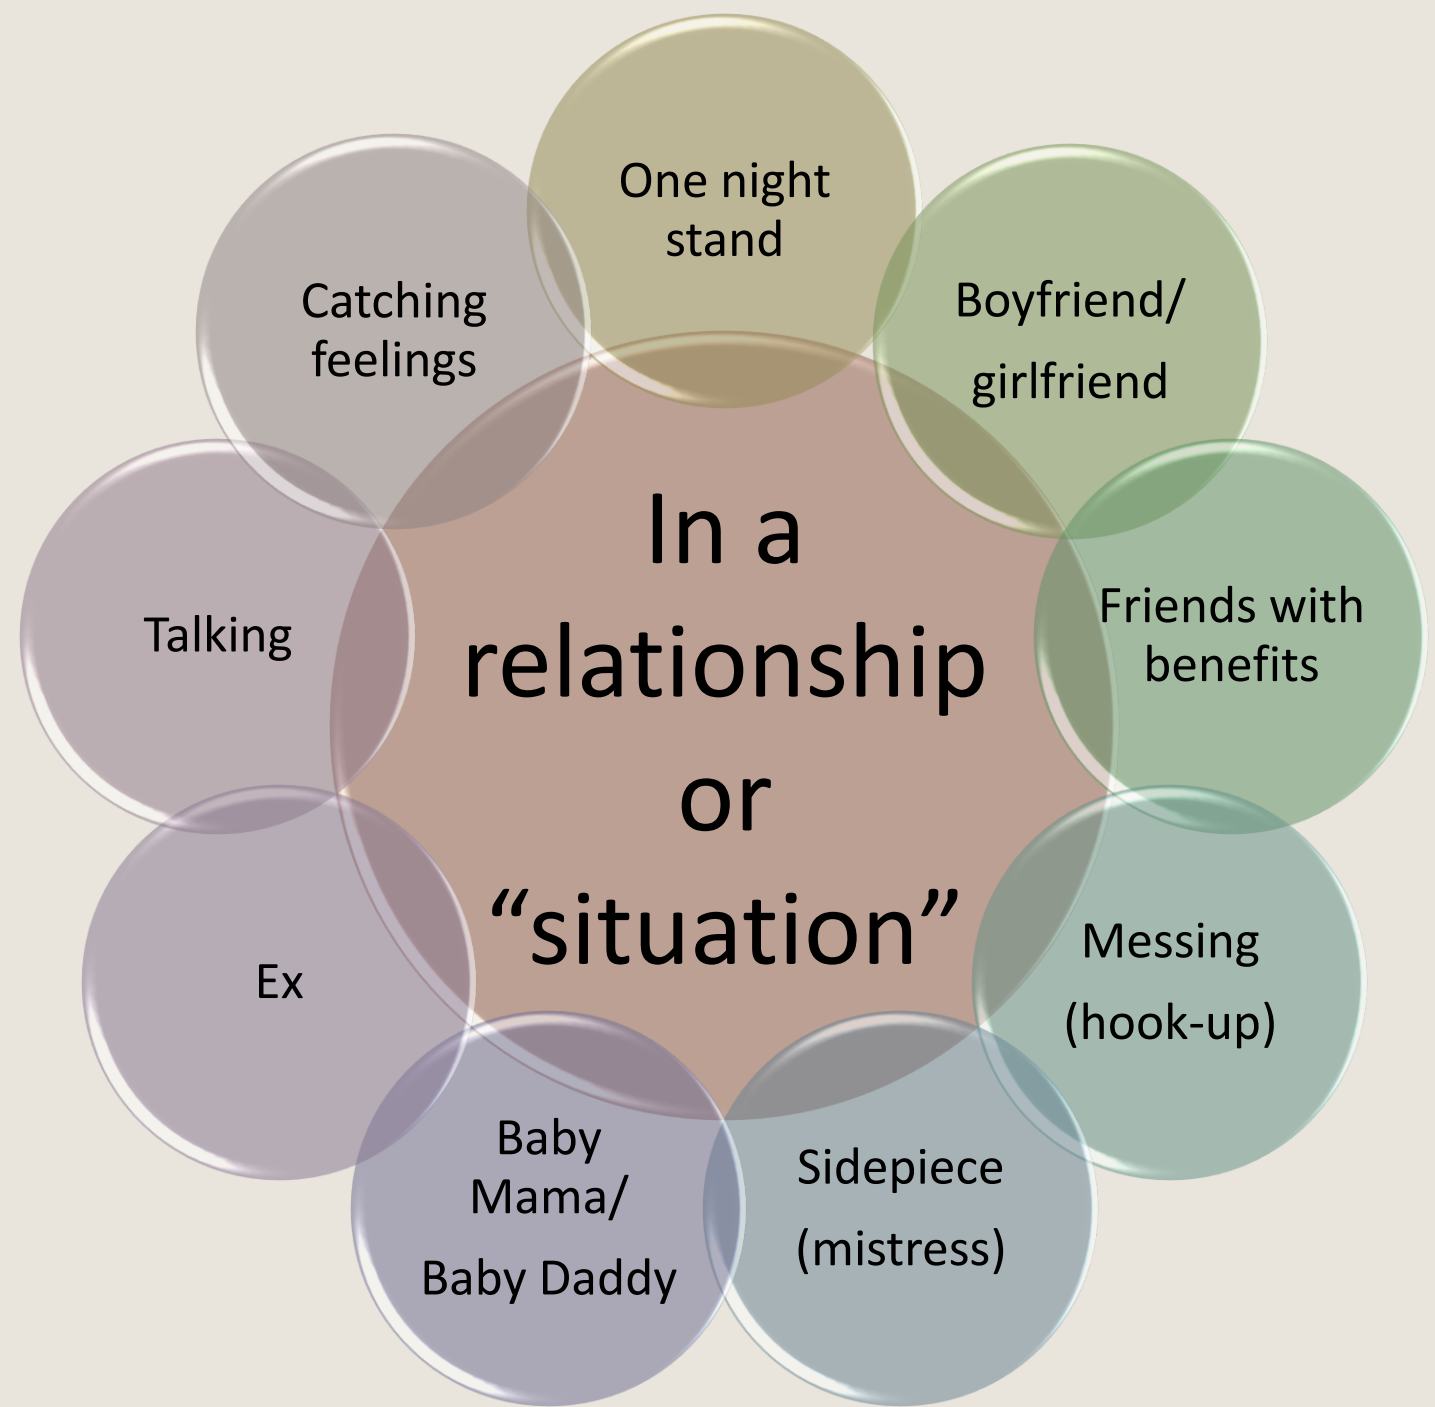 One night
stand
Boyfriend/
girlfriend
Friends with
benefits
Messing
(hook-up)
Sidepiece
(mistress)
Baby
Mama/
Baby Daddy
Ex
Talking
Catching
feelings
In a
relationship
or
“situation”